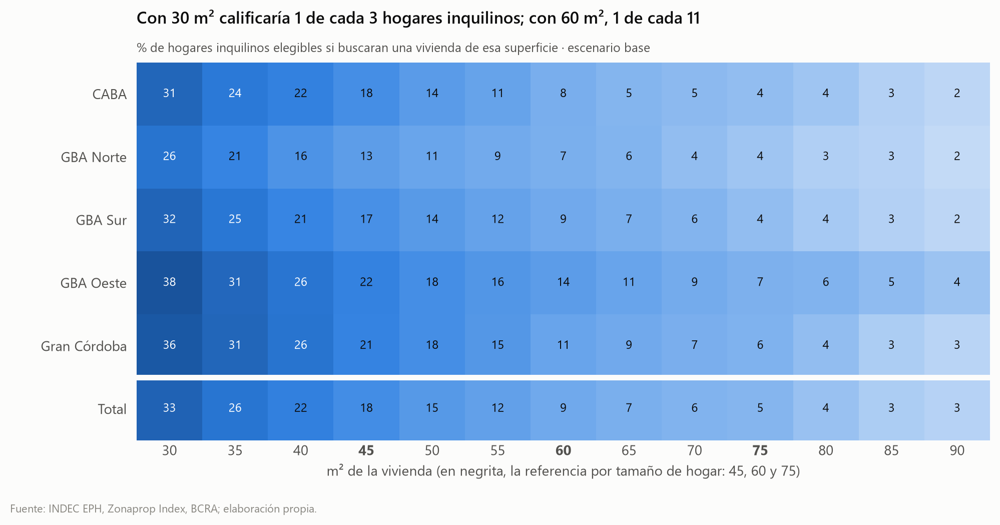 Con 30 m² calificaría 1 de cada 3 hogares inquilinos; con 60 m², 1 de cada 11
% de hogares inquilinos elegibles si buscaran una vivienda de esa superficie · escenario base
CABA 31 24 22 18 14 11 8 5 5 4 4 3 2
GBA Norte 26 21 16 13 11 9 7 6 4 4 3 3 2
GBA Sur 32 25 21 17 14 12 9 7 6 4 4 3 2
GBA Oeste 38 31 26 22 18 16 14 11 9 7 6 5 4
Gran Córdoba 36 31 26 21 18 15 11 9 7 6 4 3 3
Total 33 26 22 18 15 12 9 7 6 5 4 3 3
30 35 40 45 50 55 60 65 70 75 80 85 90
m² de la vivienda (en negrita, la referencia por tamaño de hogar: 45, 60 y 75)
Fuente: INDEC EPH, Zonaprop Index, BCRA; elaboración propia.